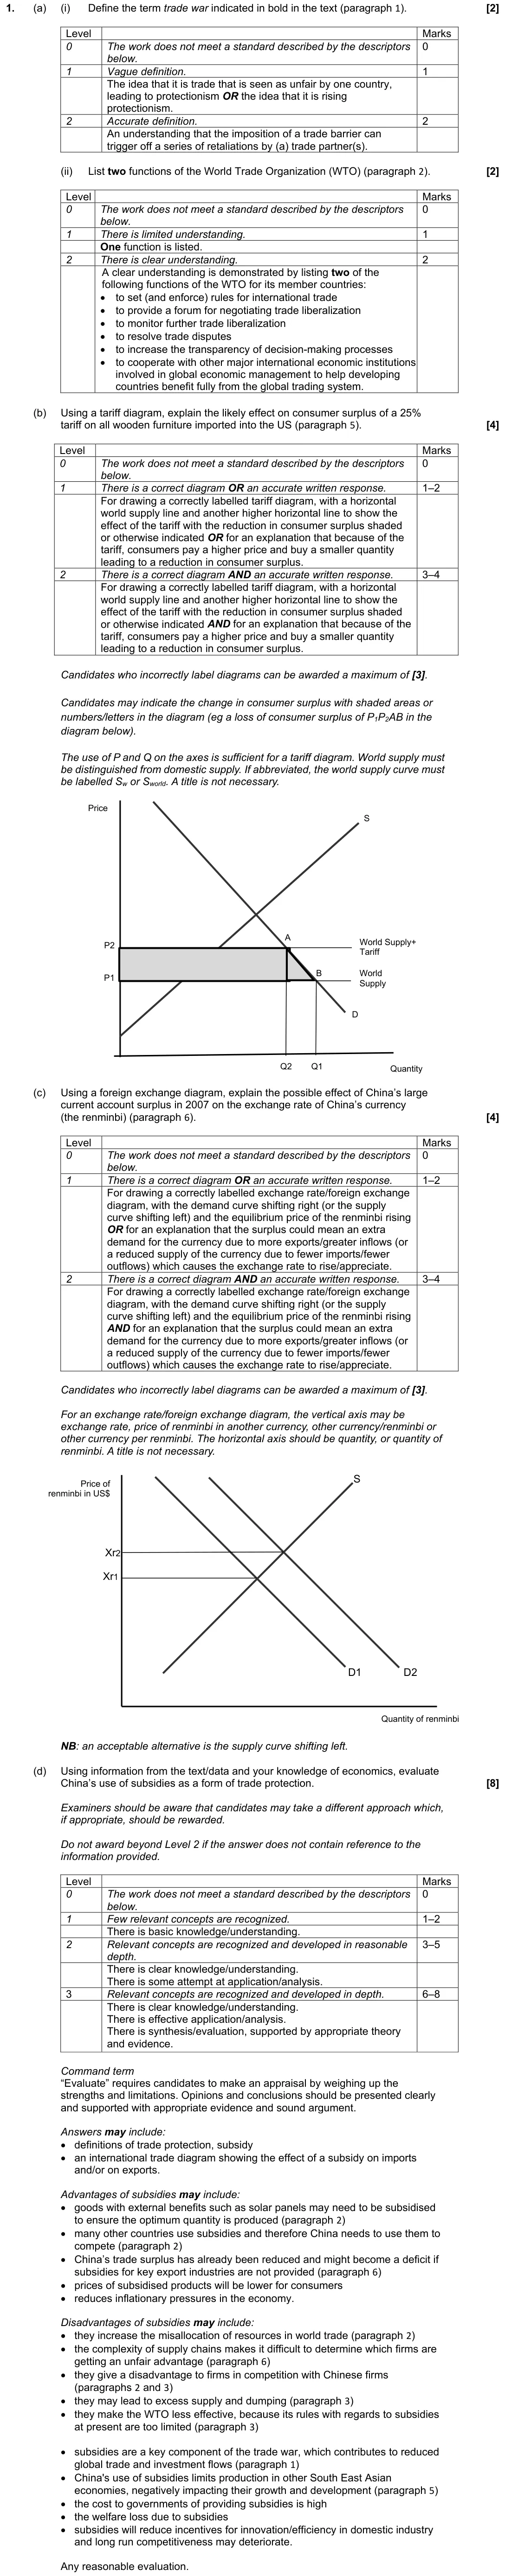 1. (a) (i) Define the term trade war indicated in bold in the text (paragraph 1). [2]
Level Marks
0 The work does not meet a standard described by the descriptors 0
below.
1 Vague definition. 1
The idea that it is trade that is seen as unfair by one country,
leading to protectionism OR the idea that it is rising
protectionism.
2 Accurate definition. 2
An understanding that the imposition of a trade barrier can
trigger off a series of retaliations by (a) trade partner(s).
(ii) List two functions of the World Trade Organization (WTO) (paragraph 2). [2]
Level Marks
0 The work does not meet a standard described by the descriptors 0
below.
1 There is limited understanding. 1
One function is listed.
2 There is clear understanding. 2
A clear understanding is demonstrated by listing two of the
following functions of the WTO for its member countries:
• to set (and enforce) rules for international trade
• to provide a forum for negotiating trade liberalization
• to monitor further trade liberalization
• to resolve trade disputes
• to increase the transparency of decision-making processes
• to cooperate with other major international economic institutions
involved in global economic management to help developing
countries benefit fully from the global trading system.
(b) Using a tariff diagram, explain the likely effect on consumer surplus of a 25%
tariff on all wooden furniture imported into the US (paragraph 5). [4]
Level Marks
0 The work does not meet a standard described by the descriptors 0
below.
1 There is a correct diagram OR an accurate written response. 1–2
For drawing a correctly labelled tariff diagram, with a horizontal
world supply line and another higher horizontal line to show the
effect of the tariff with the reduction in consumer surplus shaded
or otherwise indicated OR for an explanation that because of the
tariff, consumers pay a higher price and buy a smaller quantity
leading to a reduction in consumer surplus.
2 There is a correct diagram AND an accurate written response. 3–4
For drawing a correctly labelled tariff diagram, with a horizontal
world supply line and another higher horizontal line to show the
effect of the tariff with the reduction in consumer surplus shaded
or otherwise indicated AND for an explanation that because of the
tariff, consumers pay a higher price and buy a smaller quantity
leading to a reduction in consumer surplus.
Candidates who incorrectly label diagrams can be awarded a maximum of [3].
Candidates may indicate the change in consumer surplus with shaded areas or
numbers/letters in the diagram (eg a loss of consumer surplus of P1P2AB in the
diagram below).
The use of P and Q on the axes is sufficient for a tariff diagram. World supply must
be distinguished from domestic supply. If abbreviated, the world supply curve must
be labelled Sw or Sworld. A title is not necessary.
Price
S
A
P2
World Supply+
Tariff
P1
B
World
Supply
D
Q2 Q1
Quantity
(c) Using a foreign exchange diagram, explain the possible effect of China's large
current account surplus in 2007 on the exchange rate of China's currency
(the renminbi) (paragraph 6). [4]
Level Marks
0 The work does not meet a standard described by the descriptors 0
below.
1 There is a correct diagram OR an accurate written response. 1–2
For drawing a correctly labelled exchange rate/foreign exchange
diagram, with the demand curve shifting right (or the supply
curve shifting left) and the equilibrium price of the renminbi rising
OR for an explanation that the surplus could mean an extra
demand for the currency due to more exports/greater inflows (or
a reduced supply of the currency due to fewer imports/fewer
outflows) which causes the exchange rate to rise/appreciate.
2 There is a correct diagram AND an accurate written response. 3–4
For drawing a correctly labelled exchange rate/foreign exchange
diagram, with the demand curve shifting right (or the supply
curve shifting left) and the equilibrium price of the renminbi rising
AND for an explanation that the surplus could mean an extra
demand for the currency due to more exports/greater inflows (or
a reduced supply of the currency due to fewer imports/fewer
outflows) which causes the exchange rate to rise/appreciate.
Candidates who incorrectly label diagrams can be awarded a maximum of [3].
For an exchange rate/foreign exchange diagram, the vertical axis may be
exchange rate, price of renminbi in another currency, other currency/renminbi or
other currency per renminbi. The horizontal axis should be quantity, or quantity of
renminbi. A title is not necessary.
Price of
renminbi in US$
S
Xr2
Xr1
D1 D2
Quantity of renminbi
NB: an acceptable alternative is the supply curve shifting left.
(d) Using information from the text/data and your knowledge of economics, evaluate
China's use of subsidies as a form of trade protection. [8]
Examiners should be aware that candidates may take a different approach which,
if appropriate, should be rewarded.
Do not award beyond Level 2 if the answer does not contain reference to the
information provided.
Level Marks
0 The work does not meet a standard described by the descriptors 0
below.
1 Few relevant concepts are recognized. 1–2
There is basic knowledge/understanding.
2 Relevant concepts are recognized and developed in reasonable 3–5
depth.
There is clear knowledge/understanding.
There is some attempt at application/analysis.
3 Relevant concepts are recognized and developed in depth. 6–8
There is clear knowledge/understanding.
There is effective application/analysis.
There is synthesis/evaluation, supported by appropriate theory
and evidence.
Command term
“Evaluate” requires candidates to make an appraisal by weighing up the
strengths and limitations. Opinions and conclusions should be presented clearly
and supported with appropriate evidence and sound argument.
Answers may include:
• definitions of trade protection, subsidy
• an international trade diagram showing the effect of a subsidy on imports
and/or on exports.
Advantages of subsidies may include:
• goods with external benefits such as solar panels may need to be subsidised
to ensure the optimum quantity is produced (paragraph 2)
• many other countries use subsidies and therefore China needs to use them to
compete (paragraph 2)
• China's trade surplus has already been reduced and might become a deficit if
subsidies for key export industries are not provided (paragraph 6)
• prices of subsidised products will be lower for consumers
• reduces inflationary pressures in the economy.
Disadvantages of subsidies may include:
• they increase the misallocation of resources in world trade (paragraph 2)
• the complexity of supply chains makes it difficult to determine which firms are
getting an unfair advantage (paragraph 6)
• they give a disadvantage to firms in competition with Chinese firms
(paragraphs 2 and 3)
• they may lead to excess supply and dumping (paragraph 3)
• they make the WTO less effective, because its rules with regards to subsidies
at present are too limited (paragraph 3)
• subsidies are a key component of the trade war, which contributes to reduced
global trade and investment flows (paragraph 1)
• China's use of subsidies limits production in other South East Asian
economies, negatively impacting their growth and development (paragraph 5)
• the cost to governments of providing subsidies is high
• the welfare loss due to subsidies
• subsidies will reduce incentives for innovation/efficiency in domestic industry
and long run competitiveness may deteriorate.
Any reasonable evaluation.